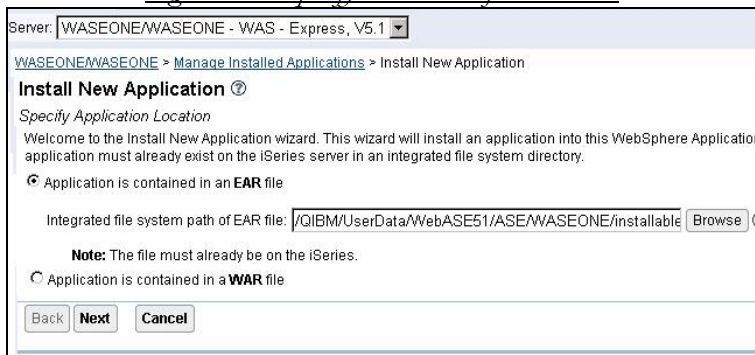 Server: WASEONE/WASEONE - WAS - Express, V5.1
WASEONE/WASEONE > Manage Installed Applications > Install New Application
Install New Application ?
Specify Application Location
Welcome to the Install New Application wizard. This wizard will install an application into this WebSphere Applicatio
application must already exist on the iSeries server in an integrated file system directory.
Application is contained in an EAR file
Integrated file system path of EAR file: /QIBM/UserData/WebASE51/ASE/WASEONE/installable Browse
Note: The file must already be on the iSeries.
Application is contained in a WAR file
Back Next Cancel